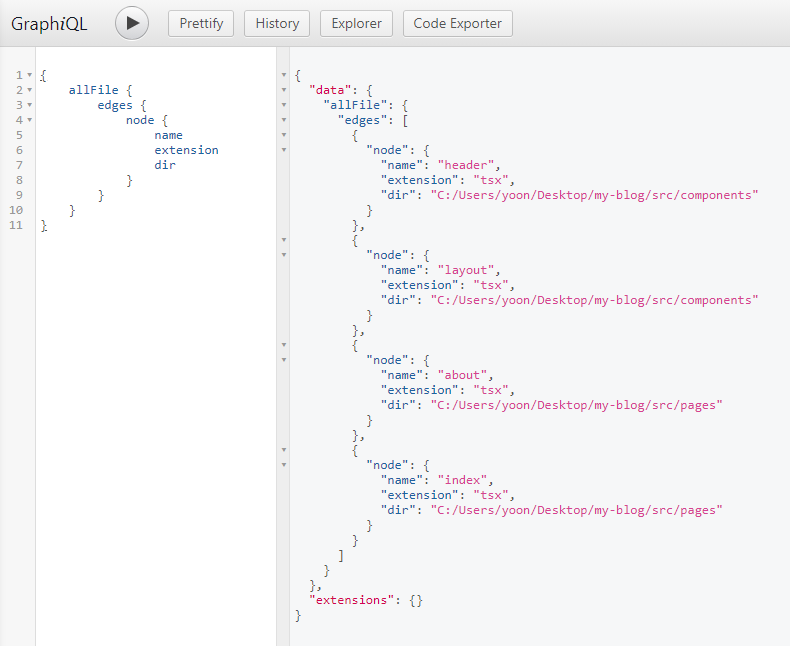 GraphiQL
Prettify History Explorer Code Exporter
1 {
2 allFile {
3 edges {
4 node {
5 name
6 extension
7 dir
8 }
9 }
10 }
11 }
{
"data": {
"allFile": {
"edges": [
{
"node": {
"name": "header",
"extension": "tsx",
"dir": "C:/Users/yoon/Desktop/my-blog/src/components"
}
},
{
"node": {
"name": "layout",
"extension": "tsx",
"dir": "C:/Users/yoon/Desktop/my-blog/src/components"
}
},
{
"node": {
"name": "about",
"extension": "tsx",
"dir": "C:/Users/yoon/Desktop/my-blog/src/pages"
}
},
{
"node": {
"name": "index",
"extension": "tsx",
"dir": "C:/Users/yoon/Desktop/my-blog/src/pages"
}
}
]
}
},
"extensions": {}
}